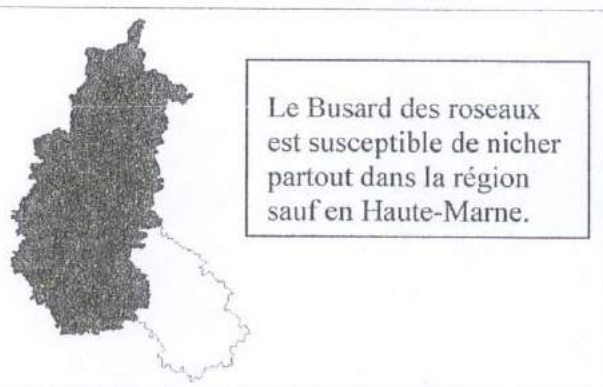 Le Busard des roseaux
est susceptible de nicher
partout dans la région
sauf en Haute-Marne.